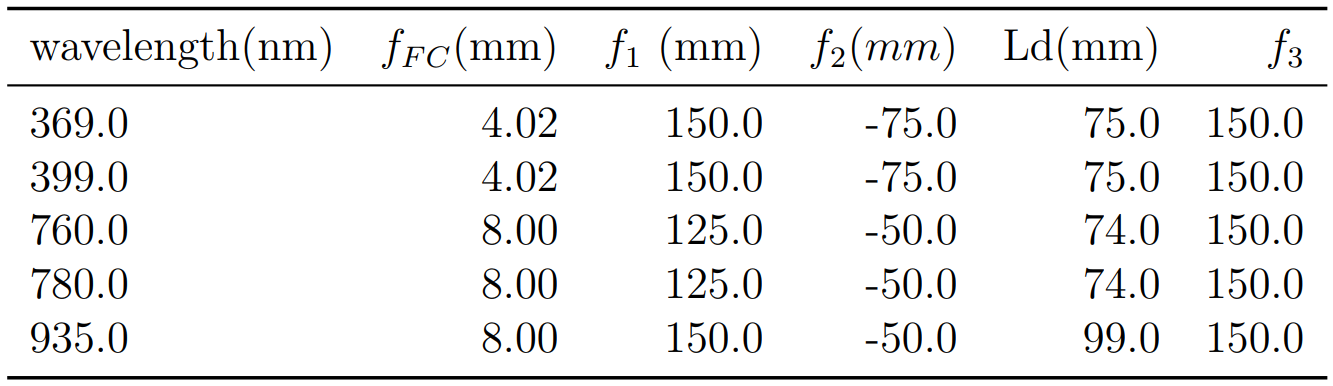 wavelength(nm) f_{FC}(mm) f_1 (mm) f_2(mm) Ld(mm) f_3
369.0 4.02 150.0 -75.0 75.0 150.0
399.0 4.02 150.0 -75.0 75.0 150.0
760.0 8.00 125.0 -50.0 74.0 150.0
780.0 8.00 125.0 -50.0 74.0 150.0
935.0 8.00 150.0 -50.0 99.0 150.0